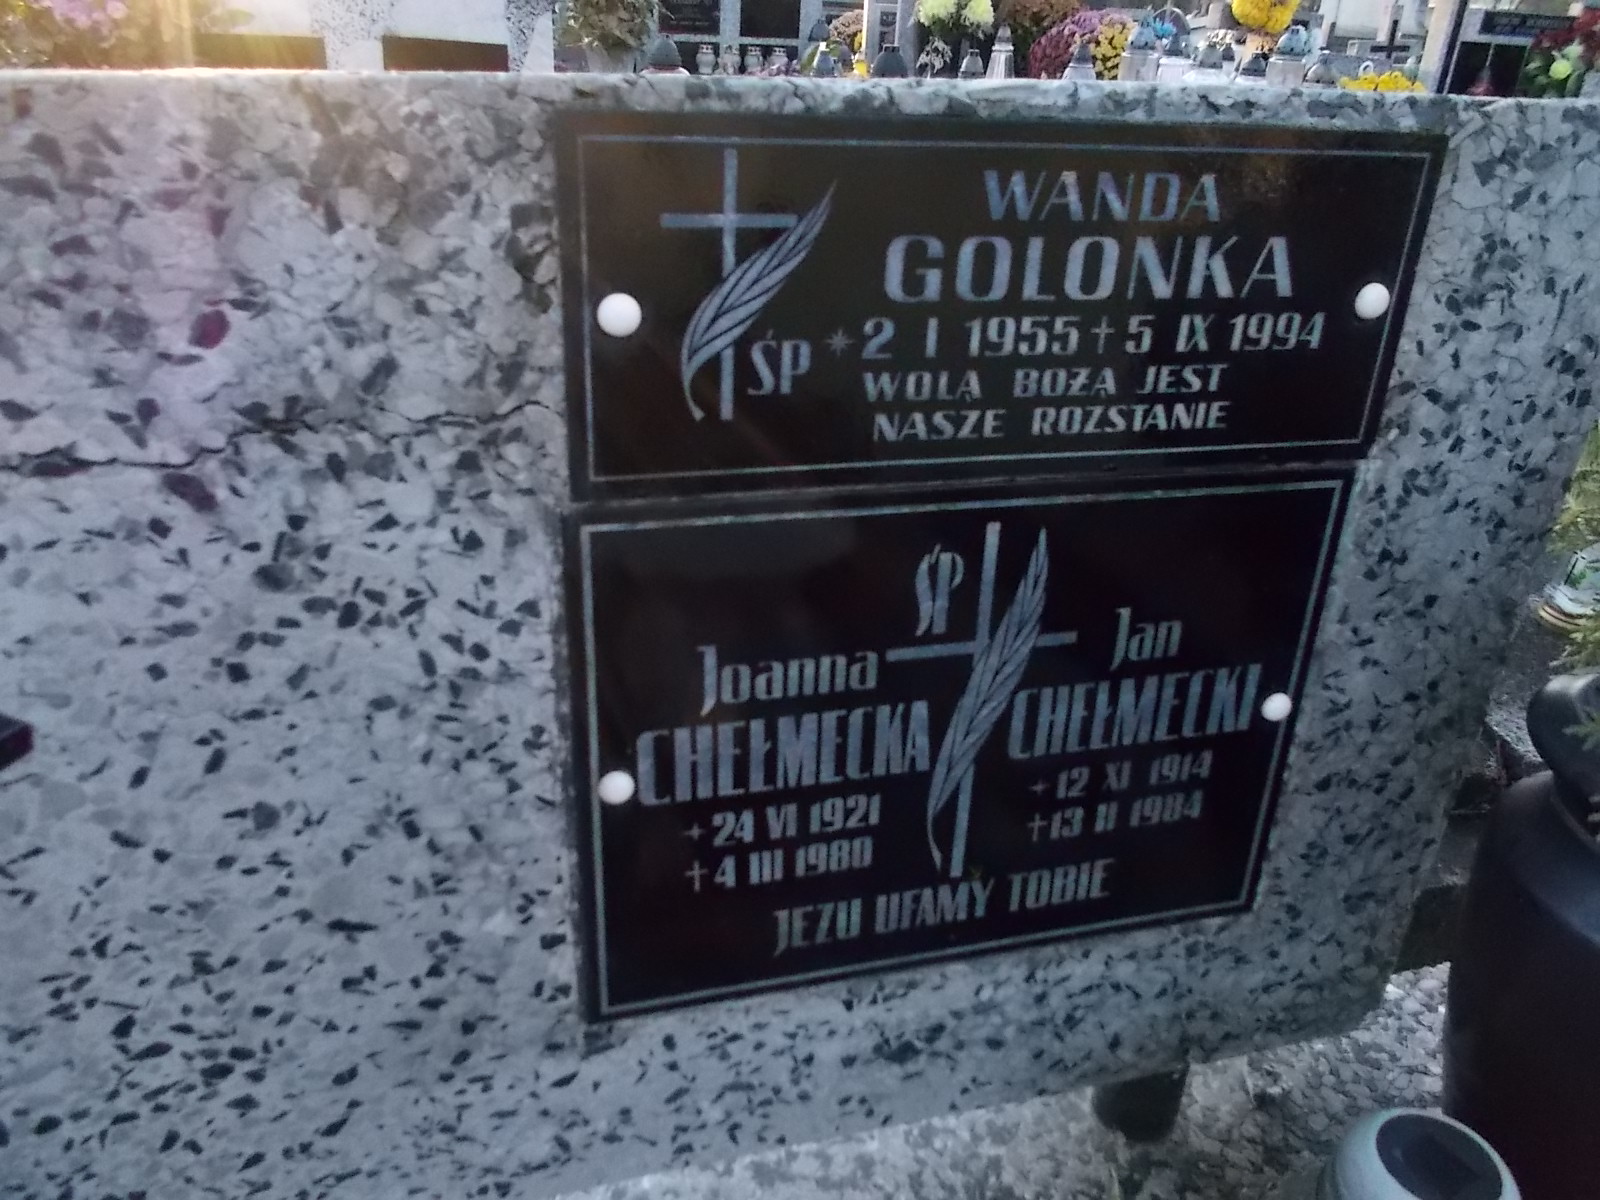 WANDA
GOLONKA
ŚP * 2 I 1955 † 5 IX 1994
WOLĄ BOŻĄ JEST
NASZE ROZSTANIE
ŚP
Joanna
CHEŁMECKA
* 24 VI 1921
† 4 III 1980
Jan
CHEŁMECKI
* 12 XI 1914
† 13 II 1984
JEZU UFAMY TOBIE